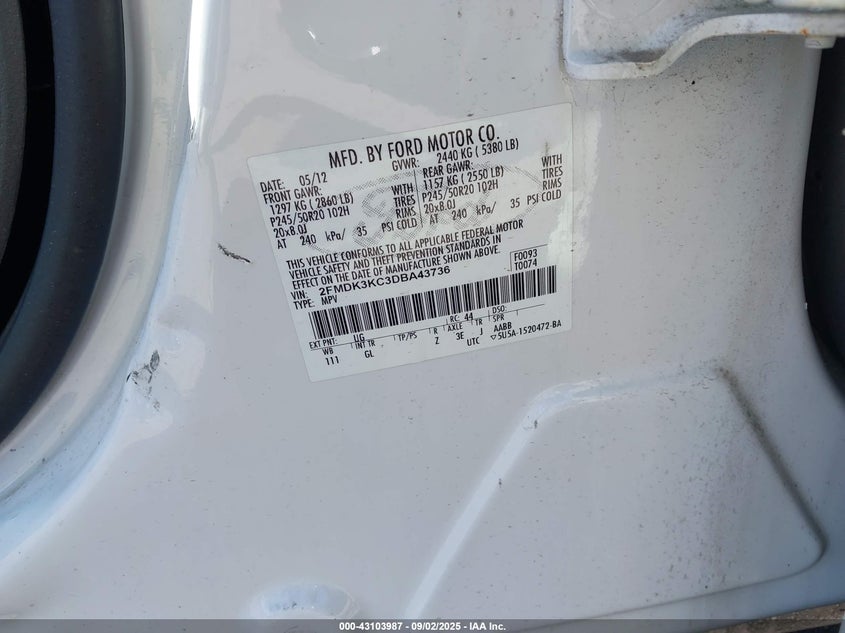 MFD. BY FORD MOTOR CO.
DATE: 05/12 GVWR: 2440 KG ( 5380 LB)
FRONT GAWR: REAR GAWR:
1297 KG ( 2860 LB) WITH 1157 KG ( 2550 LB) WITH
P245/50R20 102H TIRES P245/50R20 102H TIRES
20x8.0J RIMS 20x8.0J RIMS
AT 240 kPa/ 35 PSI COLD AT 240 kPa/ 35 PSI COLD
THIS VEHICLE CONFORMS TO ALL APPLICABLE FEDERAL MOTOR
VEHICLE SAFETY AND THEFT PREVENTION STANDARDS IN
EFFECT ON THE DATE OF MANUFACTURE SHOWN ABOVE.
VIN: 2FMDK3KC3DBA43736 F0093
TYPE: MPV T0074
EXT PNT: UG RC: 44 DSO:
WB INT TR TP/PS R AXLE TR SPR AABB
111 GL Z 3E J
UTC 5U5A-1520472-BA
000-43103987 - 09/02/2025 - IAA Inc.